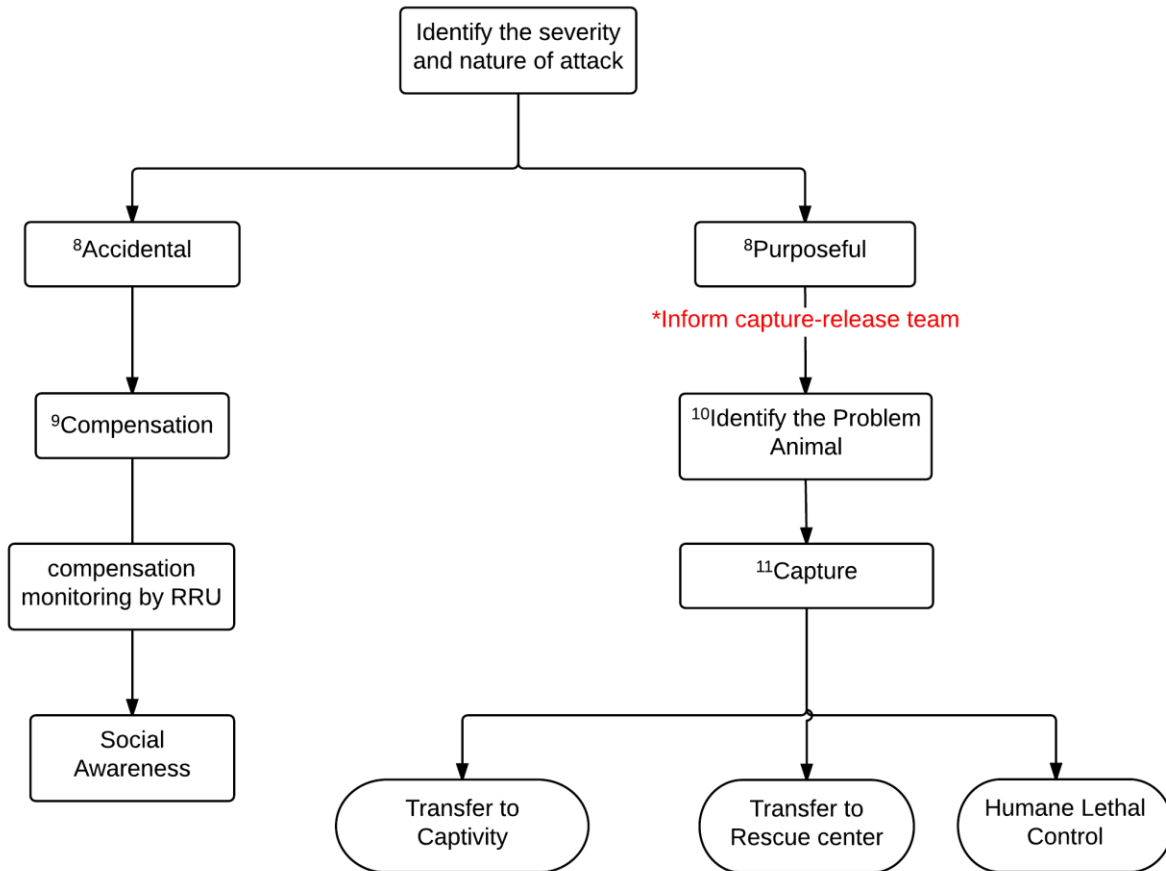 Identify the severity
and nature of attack
⁸Accidental
⁸Purposeful
*Inform capture-release team
⁹Compensation
¹⁰Identify the Problem
Animal
compensation
monitoring by RRU
¹¹Capture
Social
Awareness
Transfer to
Captivity
Transfer to
Rescue center
Humane Lethal
Control